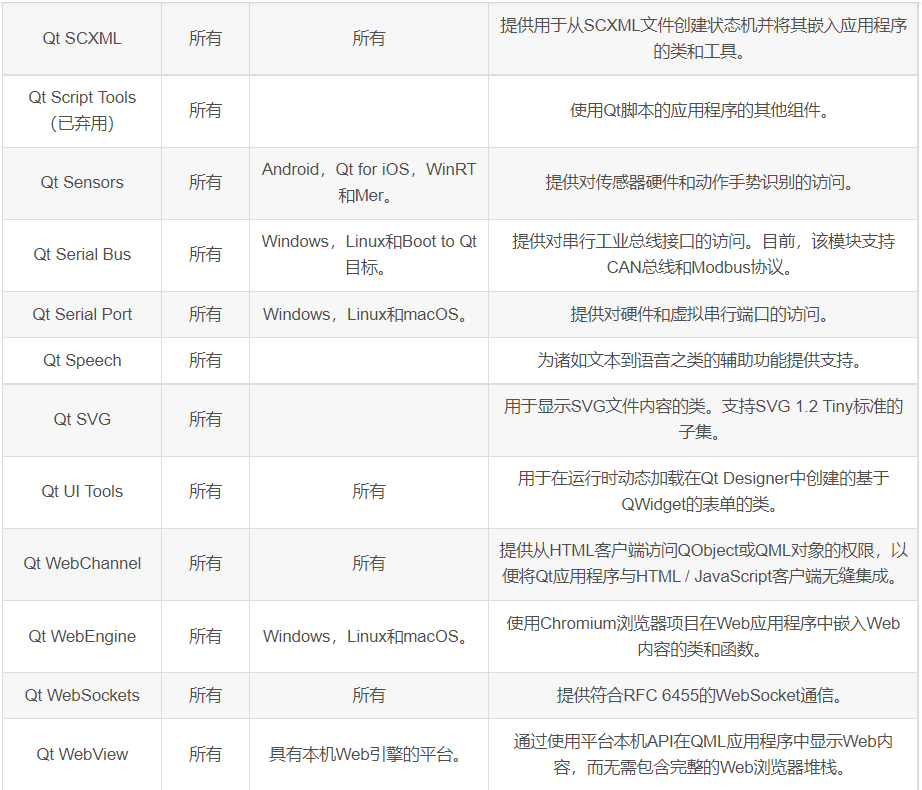 Qt SCXML 所有 所有 提供用于从SCXML文件创建状态机并将其嵌入应用程序
的类和工具。
Qt Script Tools
（已弃用） 所有 使用Qt脚本的应用程序的其他组件。
Qt Sensors 所有 Android，Qt for iOS，WinRT
和Mer。 提供对传感器硬件和动作手势识别的访问。
Qt Serial Bus 所有 Windows，Linux和Boot to Qt
目标。 提供对串行工业总线接口的访问。目前，该模块支持
CAN总线和Modbus协议。
Qt Serial Port 所有 Windows，Linux和macOS。 提供对硬件和虚拟串行端口的访问。
Qt Speech 所有 为诸如文本到语音之类的辅助功能提供支持。
Qt SVG 所有 用于显示SVG文件内容的类。支持SVG 1.2 Tiny标准的
子集。
Qt UI Tools 所有 所有 用于在运行时动态加载在Qt Designer中创建的基于
QWidget的表单的类。
Qt WebChannel 所有 所有 提供从HTML客户端访问QObject或QML对象的权限，以
便将Qt应用程序与HTML / JavaScript客户端无缝集成。
Qt WebEngine 所有 Windows，Linux和macOS。 使用Chromium浏览器项目在Web应用程序中嵌入Web
内容的类和函数。
Qt WebSockets 所有 所有 提供符合RFC 6455的WebSocket通信。
Qt WebView 所有 具有本机Web引擎的平台。 通过使用平台本机API在QML应用程序中显示Web内
容，而无需包含完整的Web浏览器堆栈。